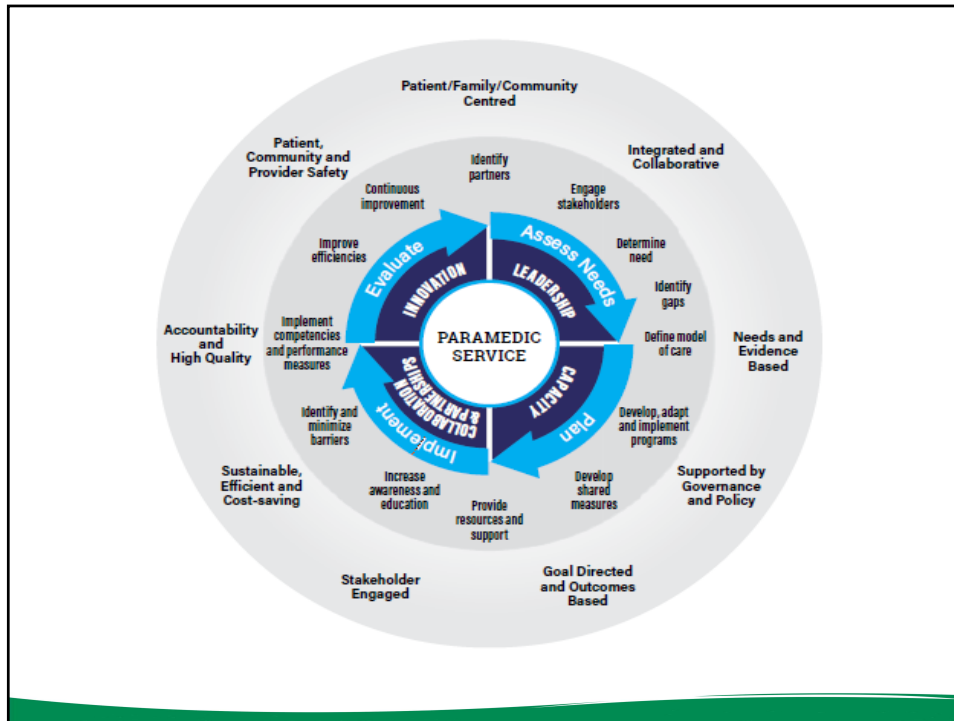 Patient/Family/Community
Centred
Integrated and
Collaborative
Needs and
Evidence
Based
Supported by
Governance
and Policy
Goal Directed
and Outcomes
Based
Stakeholder
Engaged
Sustainable,
Efficient and
Cost-saving
Accountability
and
High Quality
Patient,
Community and
Provider Safety
Identify
partners
Engage
stakeholders
Determine
need
Identify
gaps
Define model
of care
Develop, adapt
and implement
programs
Develop
shared
measures
Provide
resources and
support
Increase
awareness and
education
Identify and
minimize
barriers
Implement
competencies
and performance
measures
Improve
efficiencies
Continuous
improvement
Assess Needs
Plan
Implement
Evaluate
LEADERSHIP
CAPACITY
COLLABORATION
& PARTNERSHIPS
INNOVATION
PARAMEDIC
SERVICE